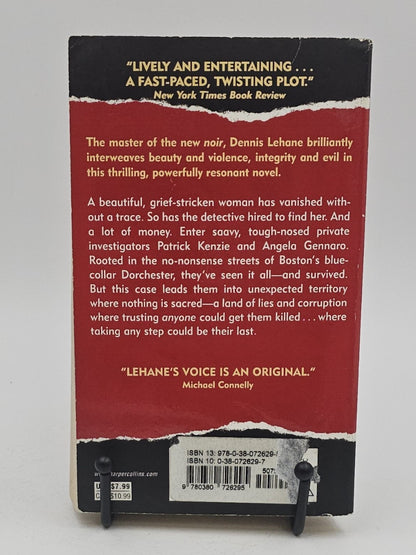 “LIVELY AND ENTERTAINING . . .
A FAST-PACED, TWISTING PLOT.”
New York Times Book Review
The master of the new noir, Dennis Lehane brilliantly
interweaves beauty and violence, integrity and evil in
this thrilling, powerfully resonant novel.
A beautiful, grief-stricken woman has vanished with-
out a trace. So has the detective hired to find her. And
a lot of money. Enter saavy, tough-nosed private
investigators Patrick Kenzie and Angela Gennaro.
Rooted in the no-nonsense streets of Boston’s blue-
collar Dorchester, they’ve seen it all—and survived.
But this case leads them into unexpected territory
where nothing is sacred—a land of lies and corruption
where trusting anyone could get them killed . . . where
taking any step could be their last.
“LEHANE’S VOICE IS AN ORIGINAL.”
Michael Connelly
ISBN 13: 978-0-38-072629-
ISBN 10: 0-38-072629-7
507
9 780380 726295
$7.99
$10.99